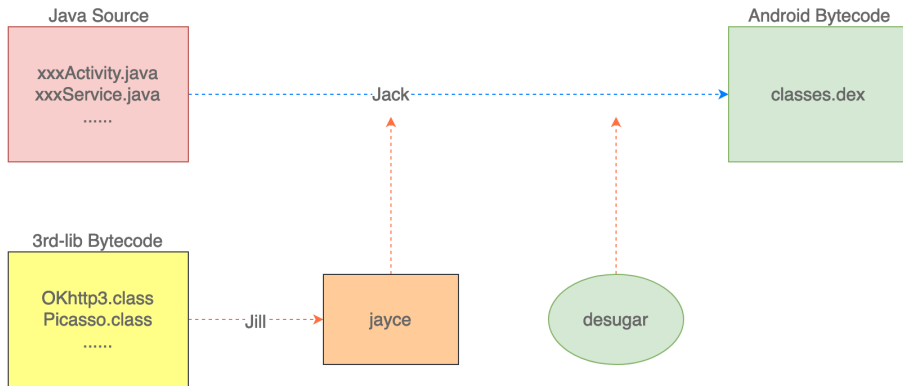 Java Source
Android Bytecode
xxxActivity.java
xxxService.java
......
Jack
classes.dex
3rd-lib Bytecode
OKhttp3.class
Picasso.class
......
Jill
jayce
desugar